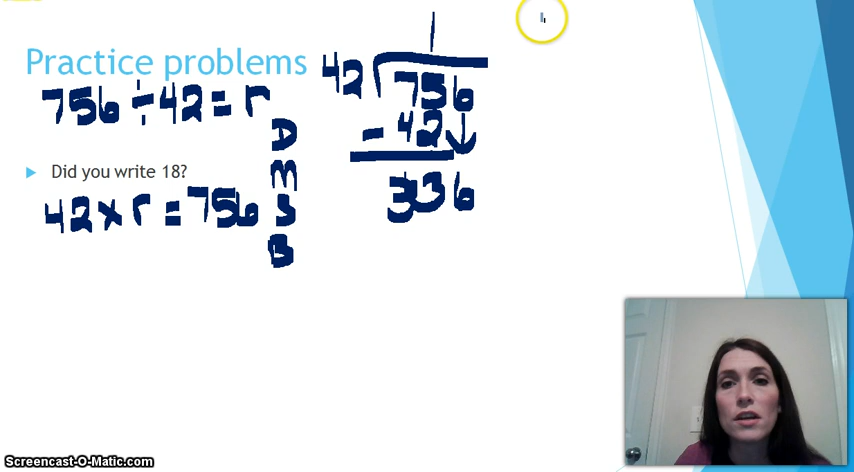 Practice problems
756 ÷ 42 = r
Did you write 18?
42 x r = 756
D
M
S
B
1
42 756
- 42
336
SCREENCAST-O-MATIC.com